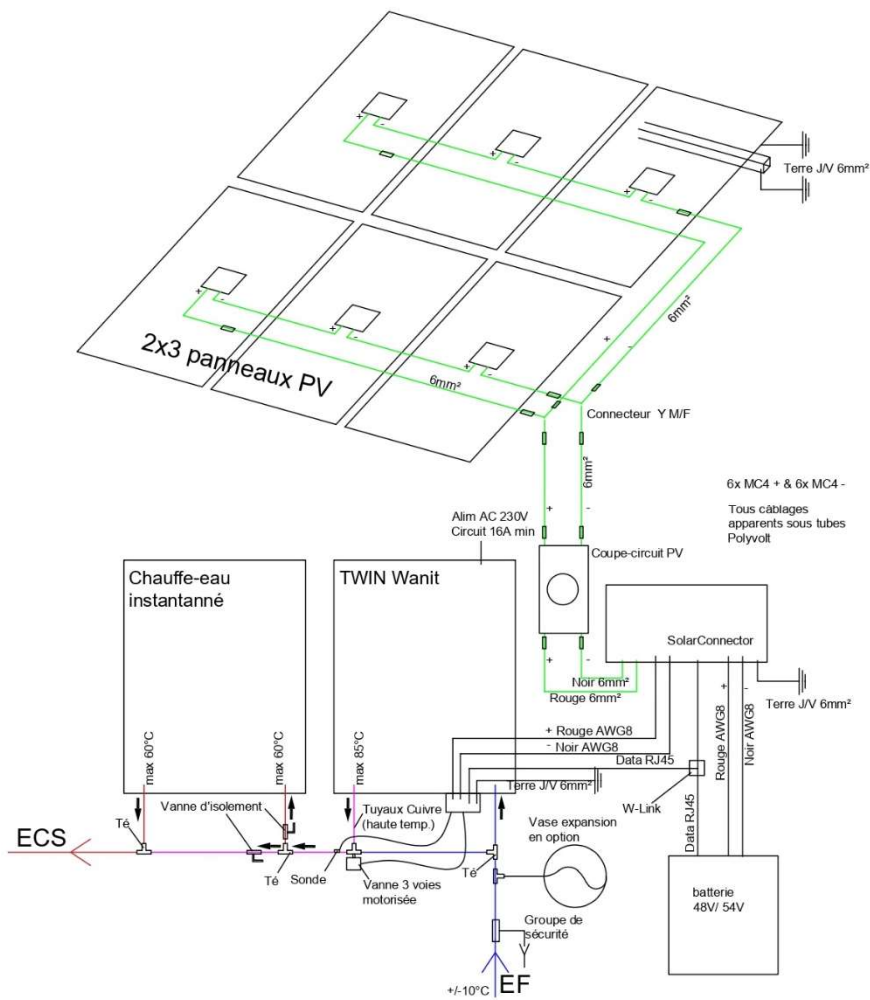 +
-
+
-
+
-
Terre J/V 6mm²
+
-
+
-
+
-
+
-
6mm²
2x3 panneaux PV
6mm²
Connecteur Y M/F
6mm²
6x MC4 + & 6x MC4 -
Tous câblages
apparents sous tubes
Polyvolt
+
-
Alim AC 230V
Circuit 16A min
Coupe-circuit PV
Chauffe-eau
instantanné
TWIN Wanit
SolarConnector
+
-
Noir 6mm²
Rouge 6mm²
Terre J/V 6mm²
+
-
Rouge AWG8
Noir AWG8
+ Rouge AWG8
- Noir AWG8
Data RJ45
max 60°C
max 60°C
max 85°C
Terre J/V 6mm²
W-Link
Data RJ45
Vanne d'isolement
Tuyaux Cuivre
(haute temp.)
Vase expansion
en option
Té
ECS
Té
Sonde
Vanne 3 voies
motorisée
Té
batterie
48V/ 54V
Groupe de
sécurité
+/-10°C
EF